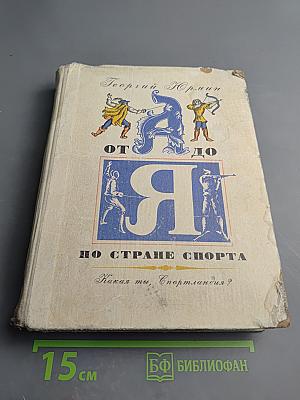 Георгий Юрмин
ОТ А ДО
Я
ПО СТРАНЕ СПОРТА
Какая ты, Спортландия?
15 см
БФ БИБЛИОФАН